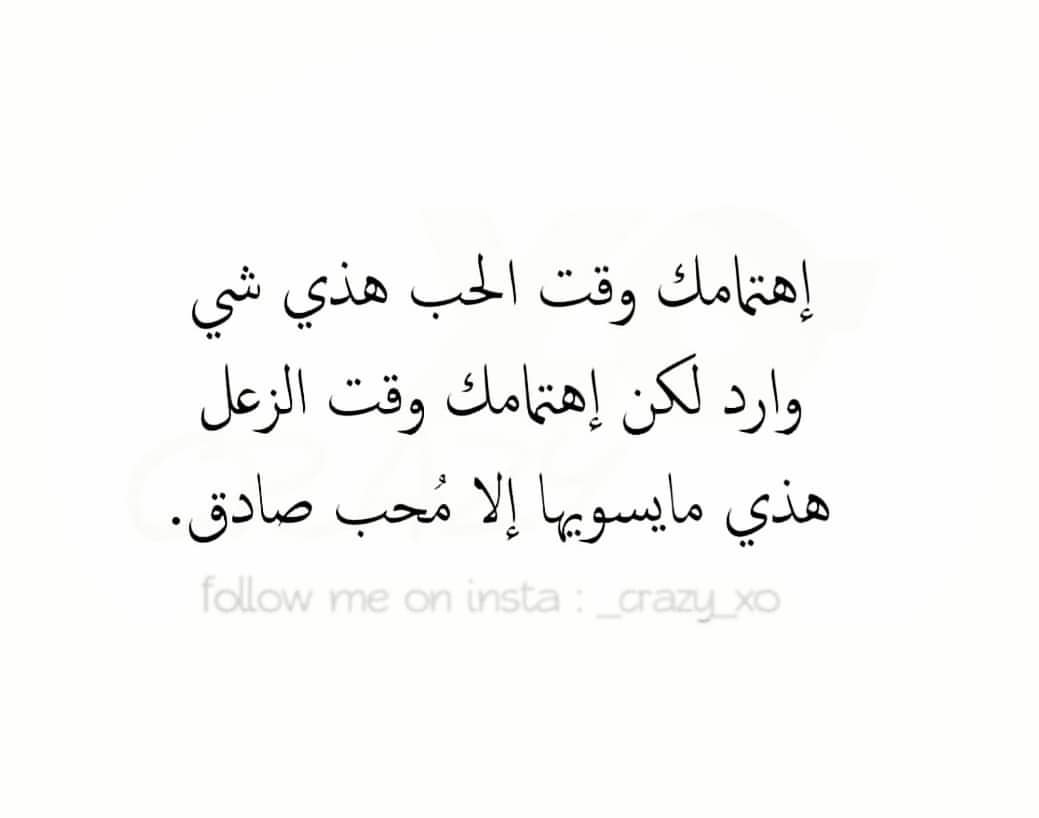 إهتمامك وقت الحب هذي شي
وارد لكن إهتمامك وقت الزعل
هذي مايسويها إلا مُحب صادق.
follow me on insta : _crazy_xo